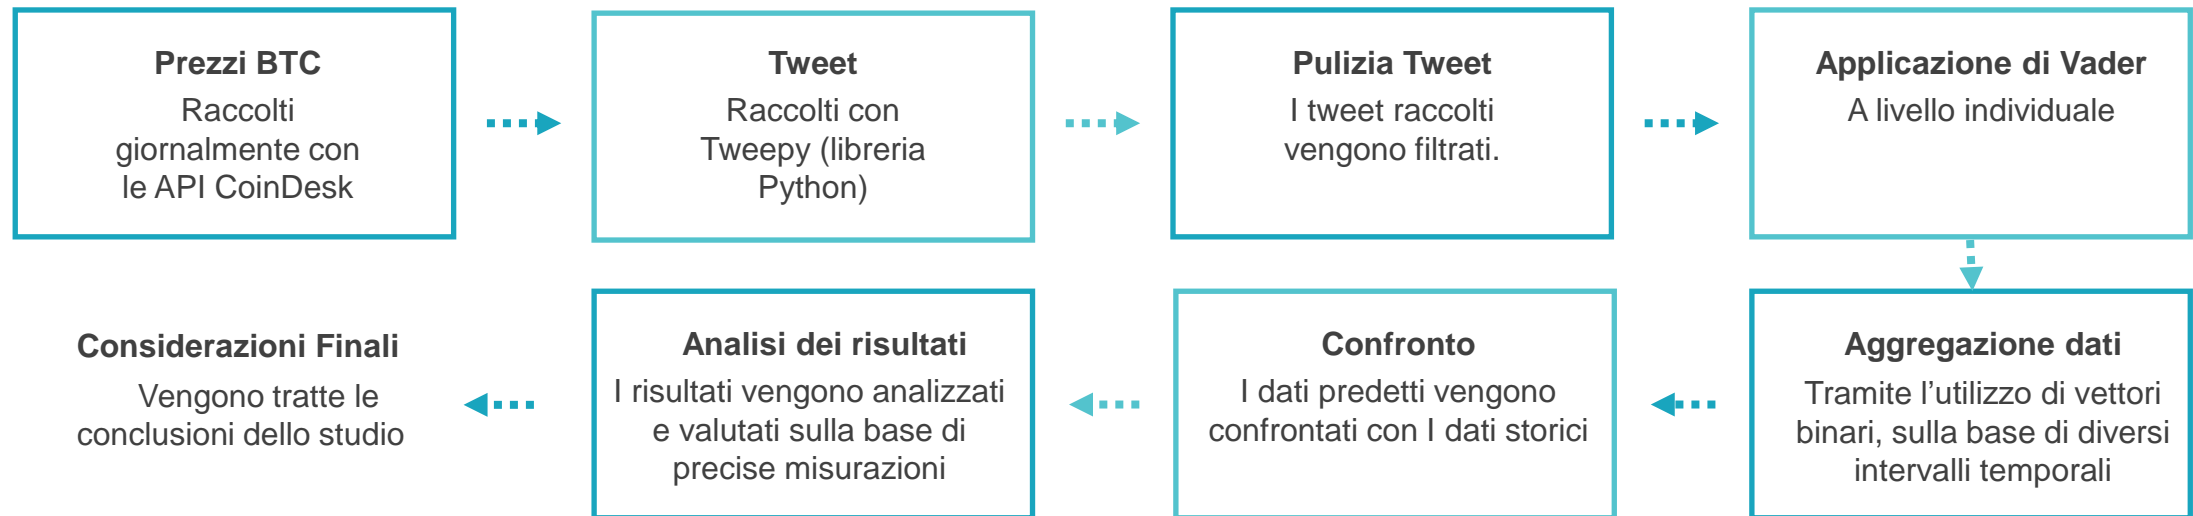 Prezzi BTC
Raccolti
giornalmente con
le API CoinDesk
Tweet
Raccolti con
Tweepy (libreria
Python)
Pulizia Tweet
I tweet raccolti
vengono filtrati.
Applicazione di Vader
A livello individuale
Aggregazione dati
Tramite l’utilizzo di vettori
binari, sulla base di diversi
intervalli temporali
Confronto
I dati predetti vengono
confrontati con I dati storici
Analisi dei risultati
I risultati vengono analizzati
e valutati sulla base di
precise misurazioni
Considerazioni Finali
Vengono tratte le
conclusioni dello studio